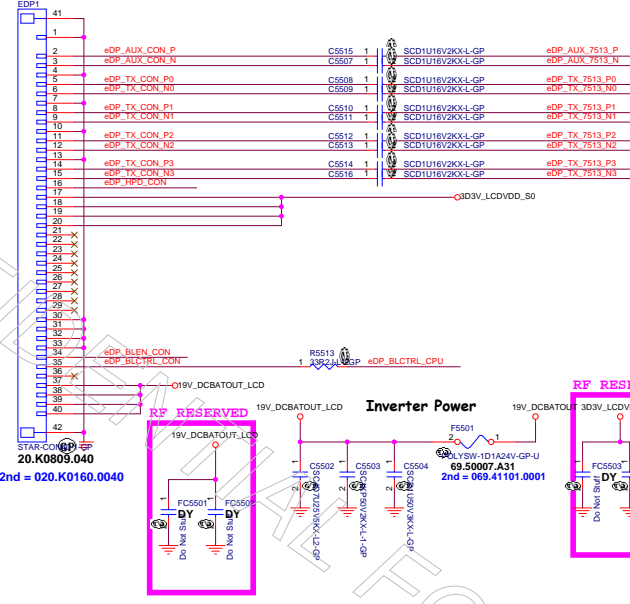 EDP1
41
1
2 eDP_AUX_CON_P C5515 1 SCD1U16V2KX-L-GP eDP_AUX_7513_P
3 eDP_AUX_CON_N C5507 1 SCD1U16V2KX-L-GP eDP_AUX_7513_N
4
5 eDP_TX_CON_P0 C5508 1 SCD1U16V2KX-L-GP eDP_TX_7513_P0
6 eDP_TX_CON_N0 C5509 1 SCD1U16V2KX-L-GP eDP_TX_7513_N0
7
8 eDP_TX_CON_P1 C5510 1 SCD1U16V2KX-L-GP eDP_TX_7513_P1
9 eDP_TX_CON_N1 C5511 1 SCD1U16V2KX-L-GP eDP_TX_7513_N1
10
11 eDP_TX_CON_P2 C5512 1 SCD1U16V2KX-L-GP eDP_TX_7513_P2
12 eDP_TX_CON_N2 C5513 1 SCD1U16V2KX-L-GP eDP_TX_7513_N2
13
14 eDP_TX_CON_P3 C5514 1 SCD1U16V2KX-L-GP eDP_TX_7513_P3
15 eDP_TX_CON_N3 C5516 1 SCD1U16V2KX-L-GP eDP_TX_7513_N3
16 eDP_HPD_CON
17 3D3V_LCDVDD_S0
18
19
20
21
22
23
24
25
26
27
28
29
30
31
32
33
34 eDP_BLEN_CON
35 eDP_BLCTRL_CON 1 R5513 eDP_BLCTRL_CPU
36
37 19V_DCBATOUT_LCD
38
39
40
42
20.K0809.040
2nd = 020.K0160.0040
RF RESERVED
19V_DCBATOUT_LCD
FC5501 DY Do Not Stuff
FC5502 DY Do Not Stuff
Inverter Power
19V_DCBATOUT_LCD
19V_DCBATOUT
F5501
2 1
POLYSW-1D1A24V-GP-U
69.50007.A31
2nd = 069.41101.0001
C5502
C5503
C5504
3D3V_LCDV
FC5503 DY
Do Not Stuff